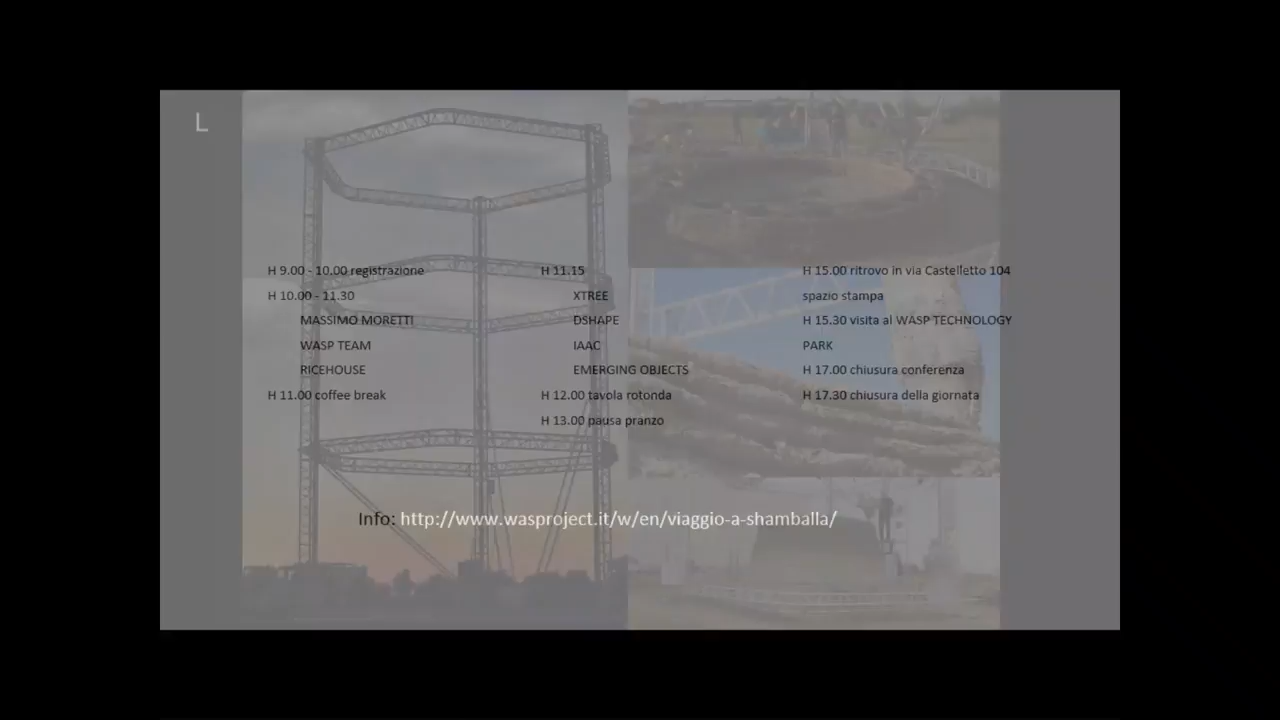 L
H 9.00 - 10.00 registrazione
H 10.00 - 11.30
MASSIMO MORETTI
WASP TEAM
RICEHOUSE
H 11.00 coffee break
H 11.15
XTREE
DSHAPE
IAAC
EMERGING OBJECTS
H 12.00 tavola rotonda
H 13.00 pausa pranzo
H 15.00 ritrovo in via Castelletto 104
spazio stampa
H 15.30 visita al WASP TECHNOLOGY
PARK
H 17.00 chiusura conferenza
H 17.30 chiusura della giornata
Info: http://www.wasproject.it/w/en/viaggio-a-shamballa/